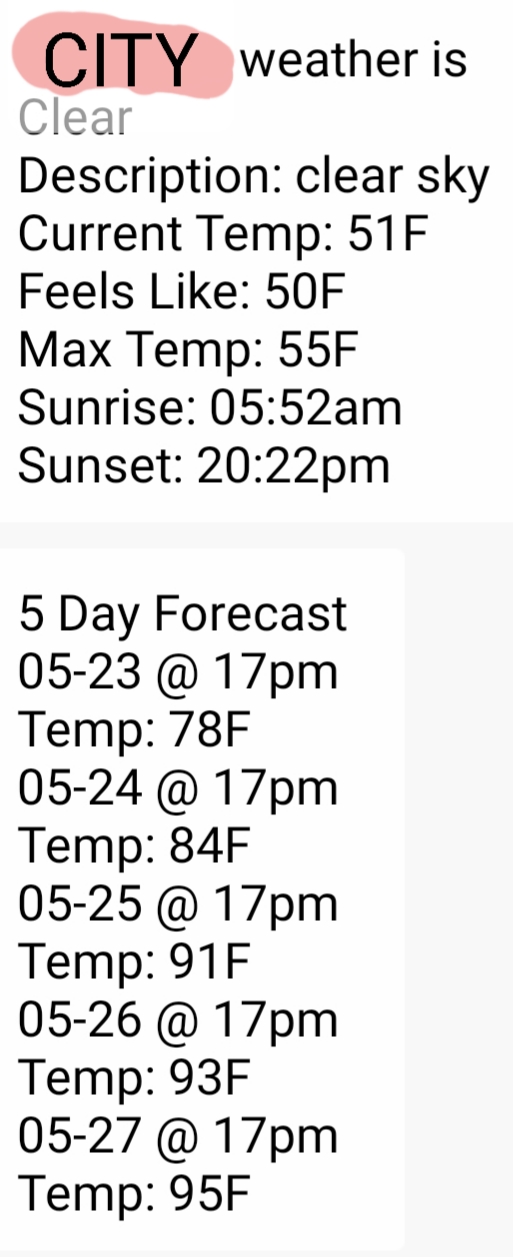 CITY weather is
Clear
Description: clear sky
Current Temp: 51F
Feels Like: 50F
Max Temp: 55F
Sunrise: 05:52am
Sunset: 20:22pm
5 Day Forecast
05-23 @ 17pm
Temp: 78F
05-24 @ 17pm
Temp: 84F
05-25 @ 17pm
Temp: 91F
05-26 @ 17pm
Temp: 93F
05-27 @ 17pm
Temp: 95F